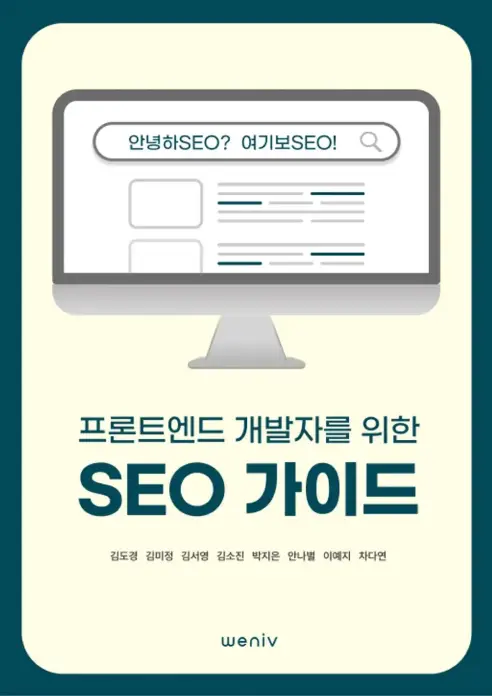 안녕하SEO? 여기보SEO!
프론트엔드 개발자를 위한
SEO 가이드
김도경 김미정 김서영 김소진 박지은 안나벌 이예지 차다연
weniv